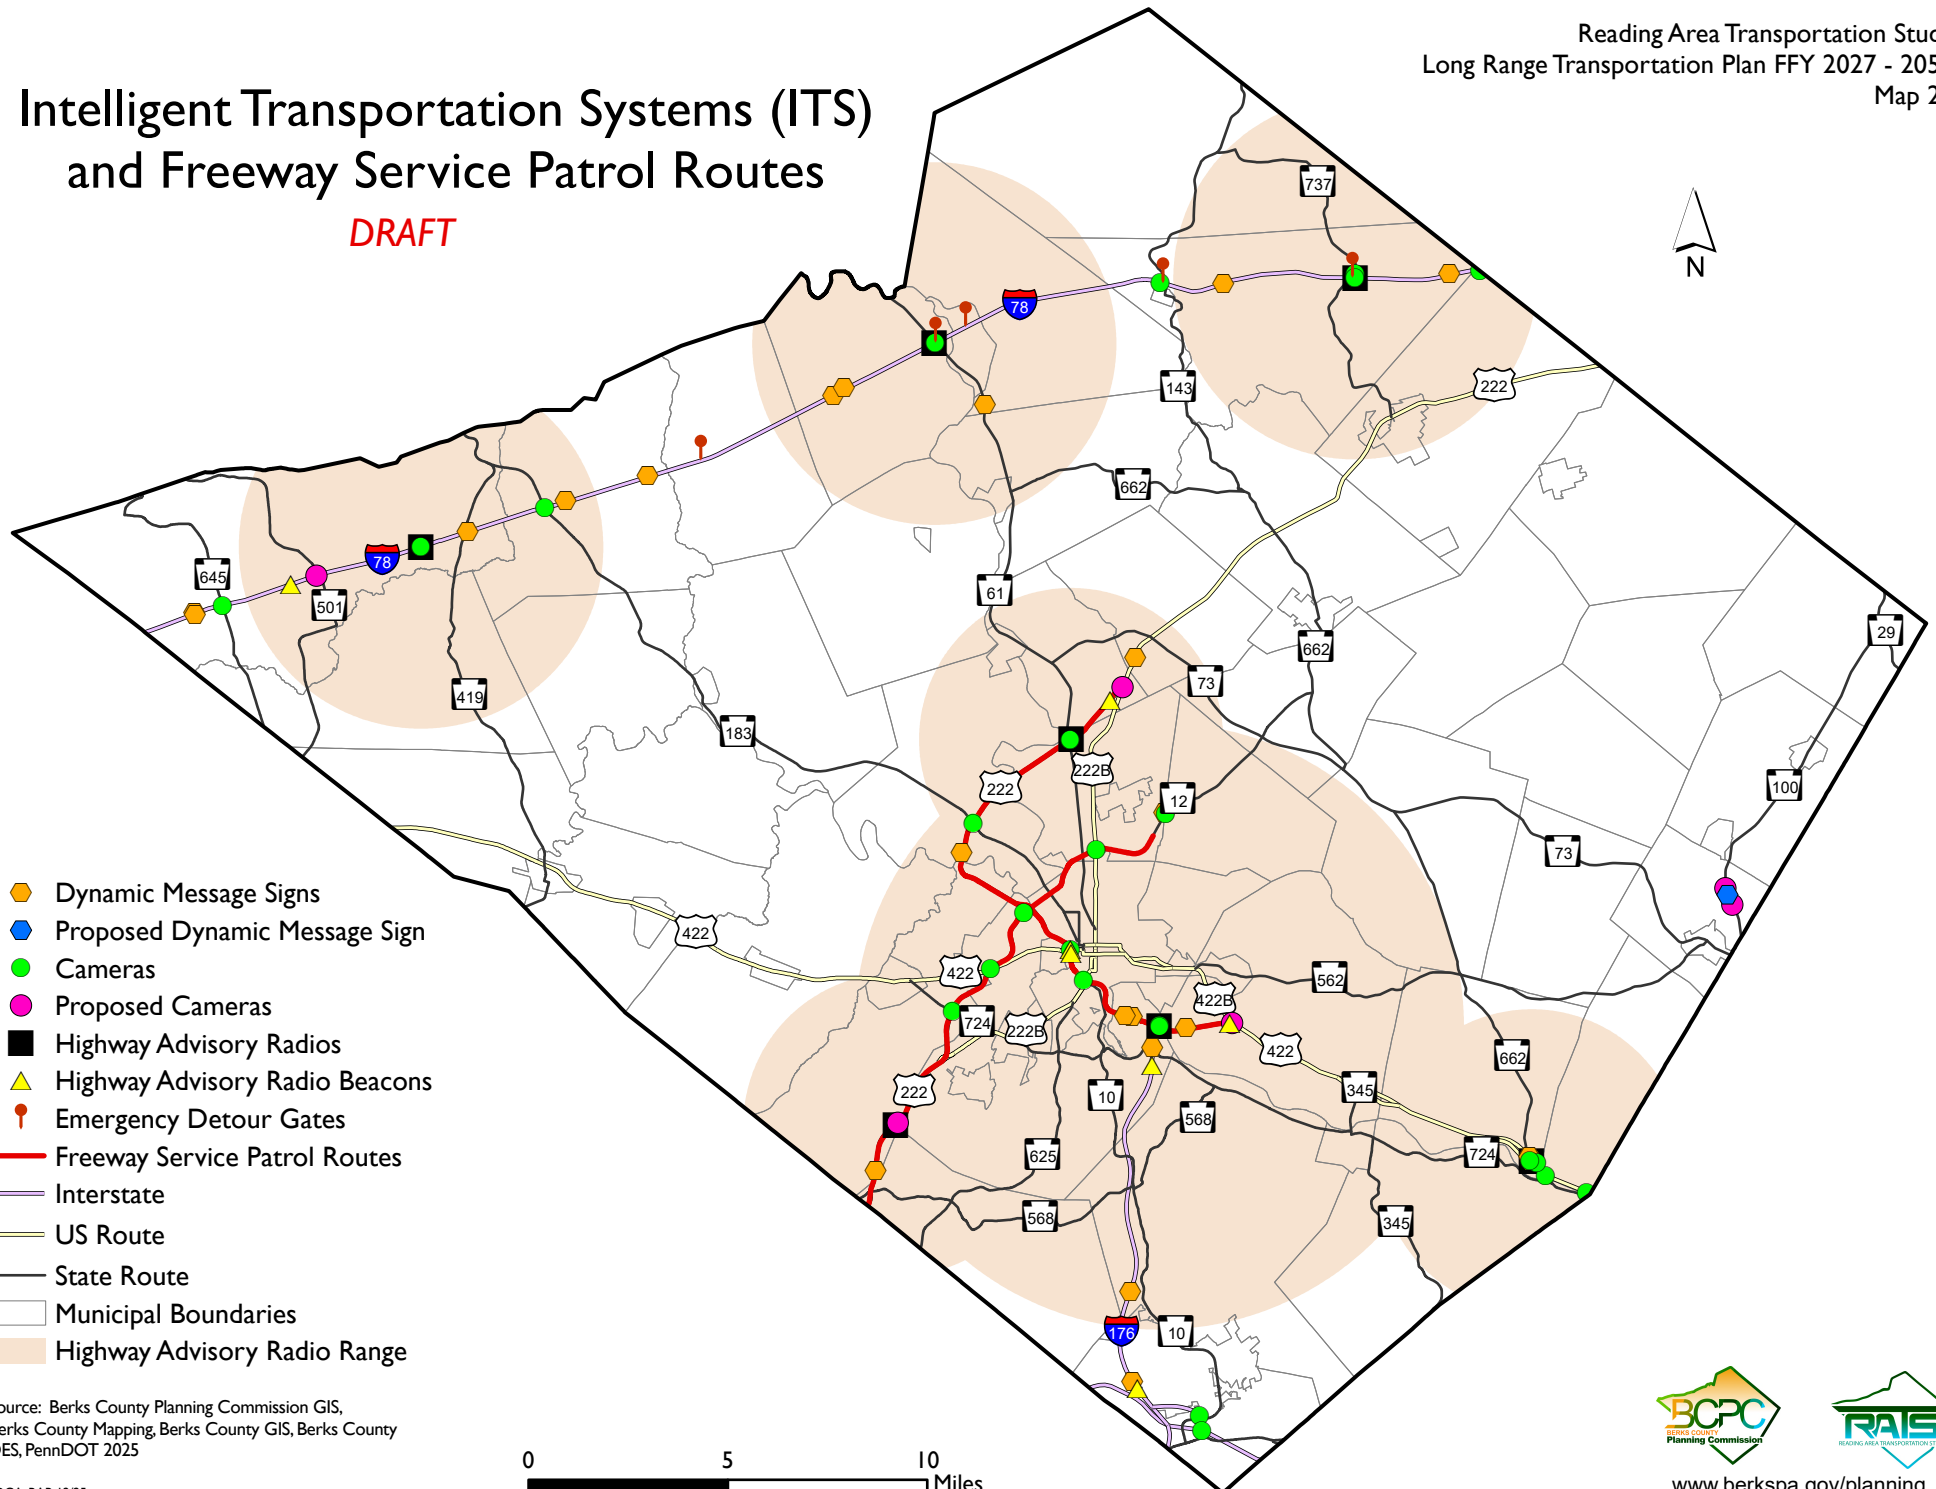 Reading Area Transportation Stud
Long Range Transportation Plan FFY 2027 - 205
Map 2
Intelligent Transportation Systems (ITS)
and Freeway Service Patrol Routes
DRAFT
N
737
78
143
222
662
78
645
501
61
419
662
73
29
183
222B
222
12
100
73
422
422
562
422B
724
222B
422
662
345
222
10
568
625
724
568
345
176
10
Dynamic Message Signs
Proposed Dynamic Message Sign
Cameras
Proposed Cameras
Highway Advisory Radios
Highway Advisory Radio Beacons
Emergency Detour Gates
Freeway Service Patrol Routes
Interstate
US Route
State Route
Municipal Boundaries
Highway Advisory Radio Range
ource: Berks County Planning Commission GIS,
erks County Mapping, Berks County GIS, Berks County
DES, PennDOT 2025
0 5 10
Miles
BCPC
BERKS COUNTY
Planning Commission
RATS
READING AREA TRANSPORTATION ST
www.berkspa.gov/planning